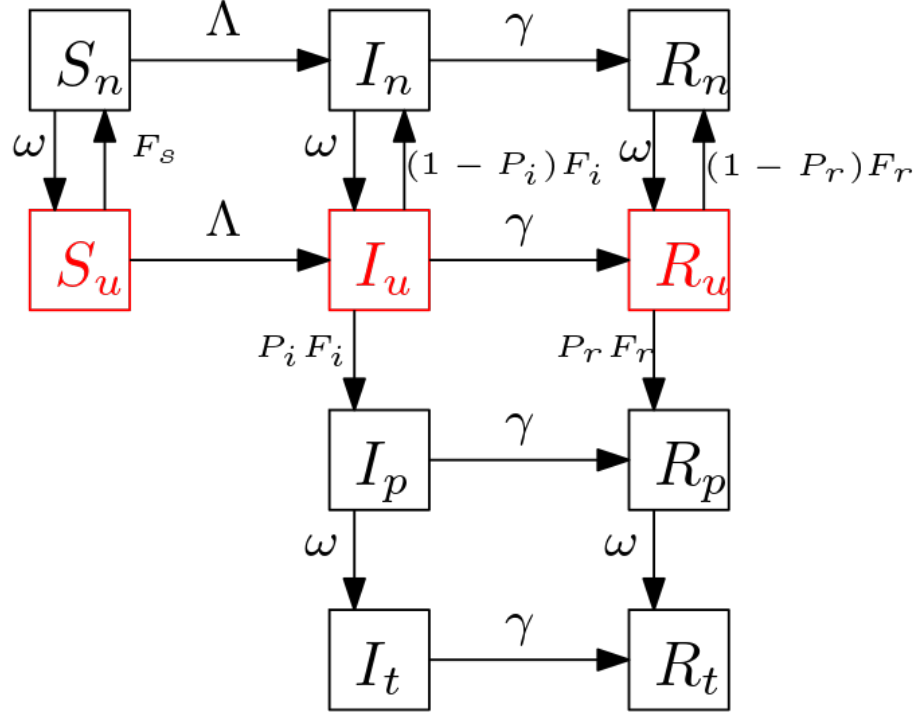 Λ γ
S_n I_n R_n
ω F_s ω (1 − P_i)F_i ω (1 − P_r)F_r
Λ γ
S_u I_u R_u
P_i F_i P_r F_r
γ
I_p R_p
ω ω
γ
I_t R_t